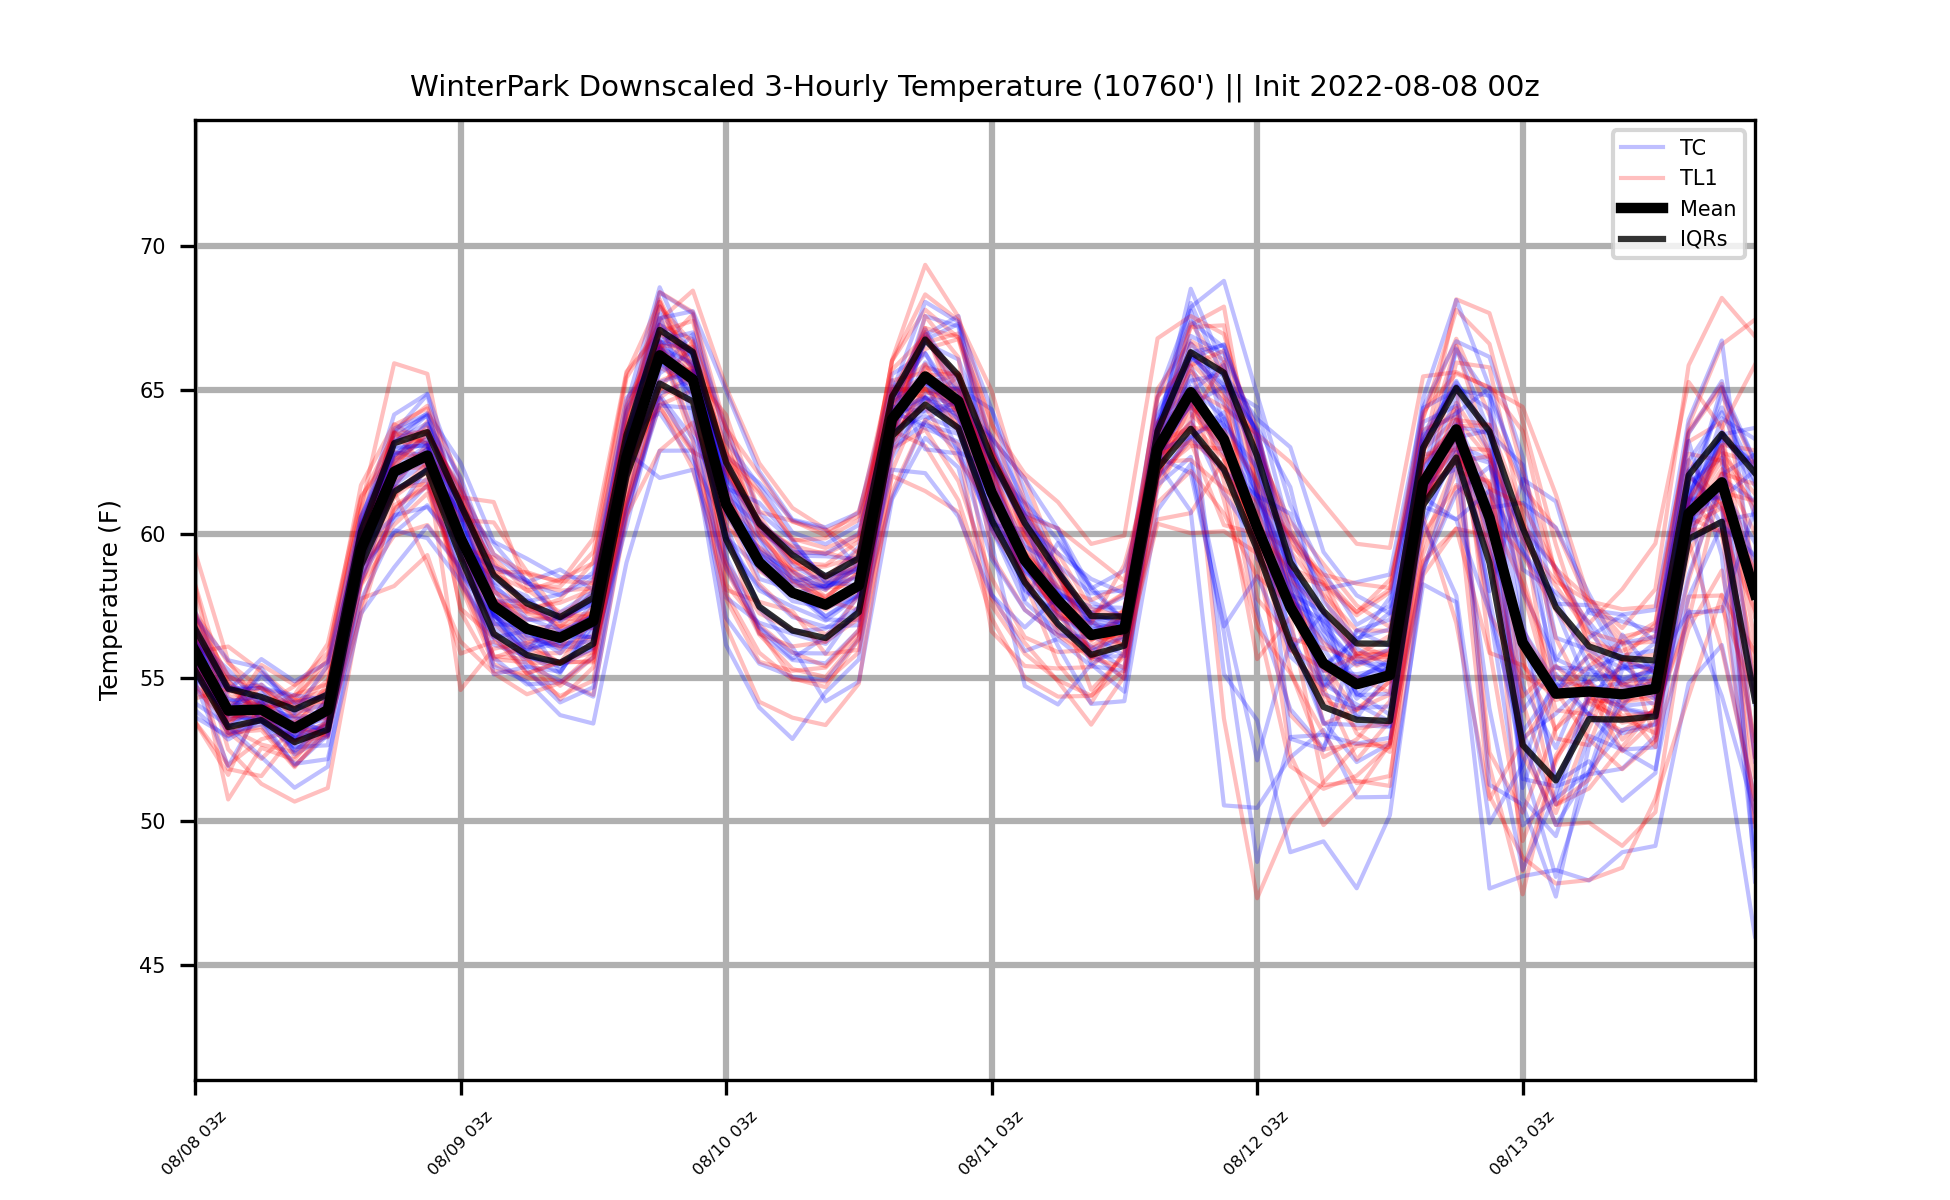 WinterPark Downscaled 3-Hourly Temperature (10760') || Init 2022-08-08 00z
TC
TL1
Mean
IQRs
Temperature (F)
70
65
60
55
50
45
08/08 03z
08/09 03z
08/10 03z
08/11 03z
08/12 03z
08/13 03z